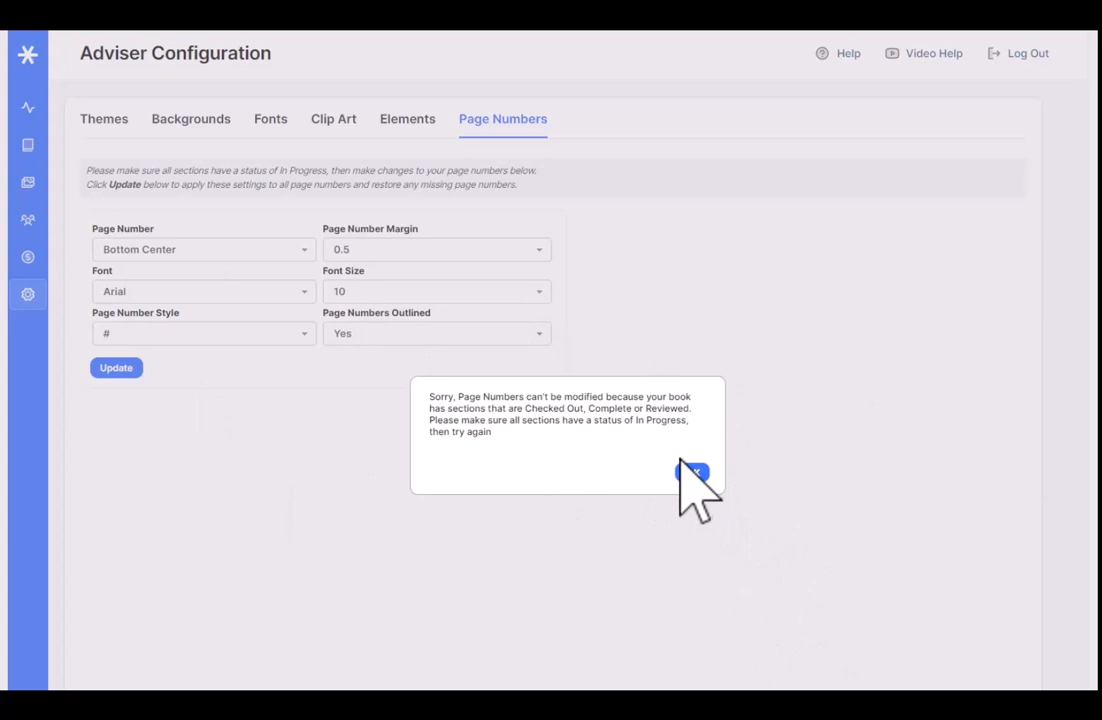 Adviser Configuration
Help
Video Help
Log Out
Themes
Backgrounds
Fonts
Clip Art
Elements
Page Numbers
Please make sure all sections have a status of In Progress, then make changes to your page numbers below.
Click Update below to apply these settings to all page numbers and restore any missing page numbers.
Page Number
Page Number Margin
Bottom Center
0.5
Font
Font Size
Arial
10
Page Number Style
Page Numbers Outlined
#
Yes
Update
Sorry, Page Numbers can't be modified because your book
has sections that are Checked Out, Complete or Reviewed.
Please make sure all sections have a status of In Progress,
then try again